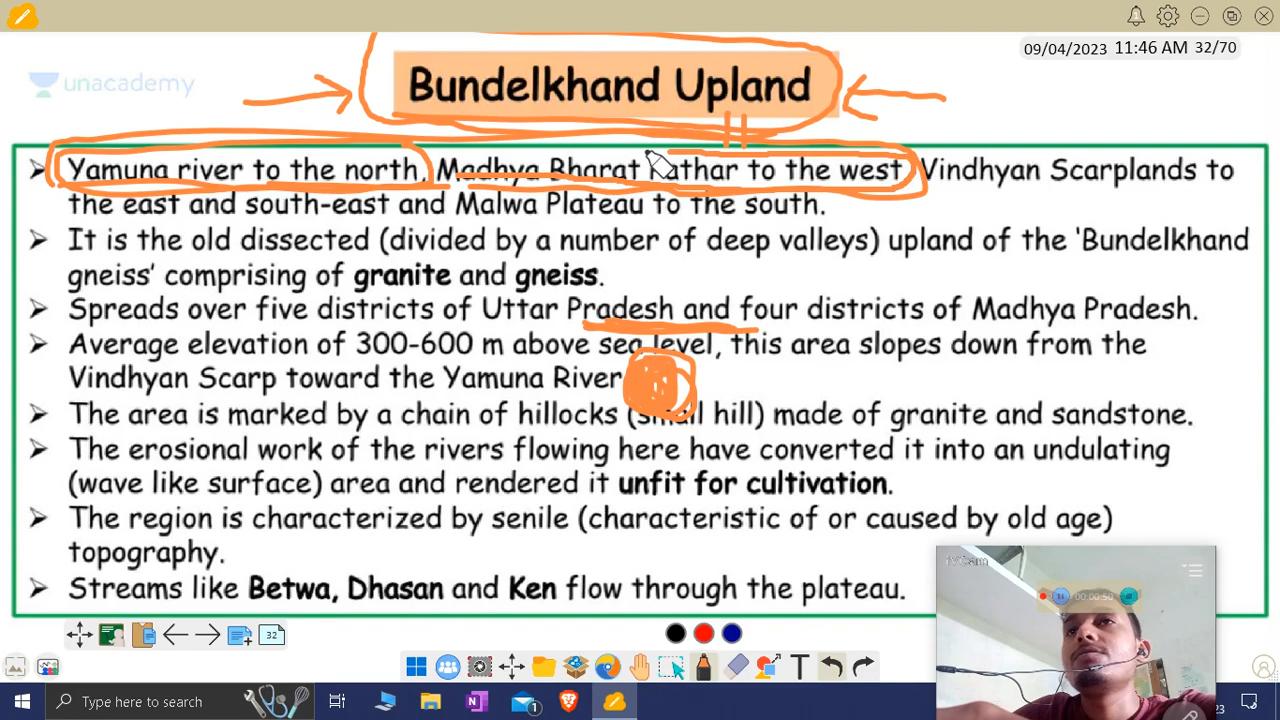 09/04/2023 11:46 AM 32/70
unacademy
Bundelkhand Upland
➤ Yamuna river to the north, Madhya Bharat Pathar to the west Vindhyan Scarplands to
the east and south-east and Malwa Plateau to the south.
➤ It is the old dissected (divided by a number of deep valleys) upland of the ‘Bundelkhand
gneiss’ comprising of granite and gneiss.
➤ Spreads over five districts of Uttar Pradesh and four districts of Madhya Pradesh.
➤ Average elevation of 300-600 m above sea level, this area slopes down from the
Vindhyan Scarp toward the Yamuna River
➤ The area is marked by a chain of hillocks (small hill) made of granite and sandstone.
➤ The erosional work of the rivers flowing here have converted it into an undulating
(wave like surface) area and rendered it unfit for cultivation.
➤ The region is characterized by senile (characteristic of or caused by old age)
topography.
➤ Streams like Betwa, Dhasan and Ken flow through the plateau.
00:00:50
32
T
Type here to search
1
23